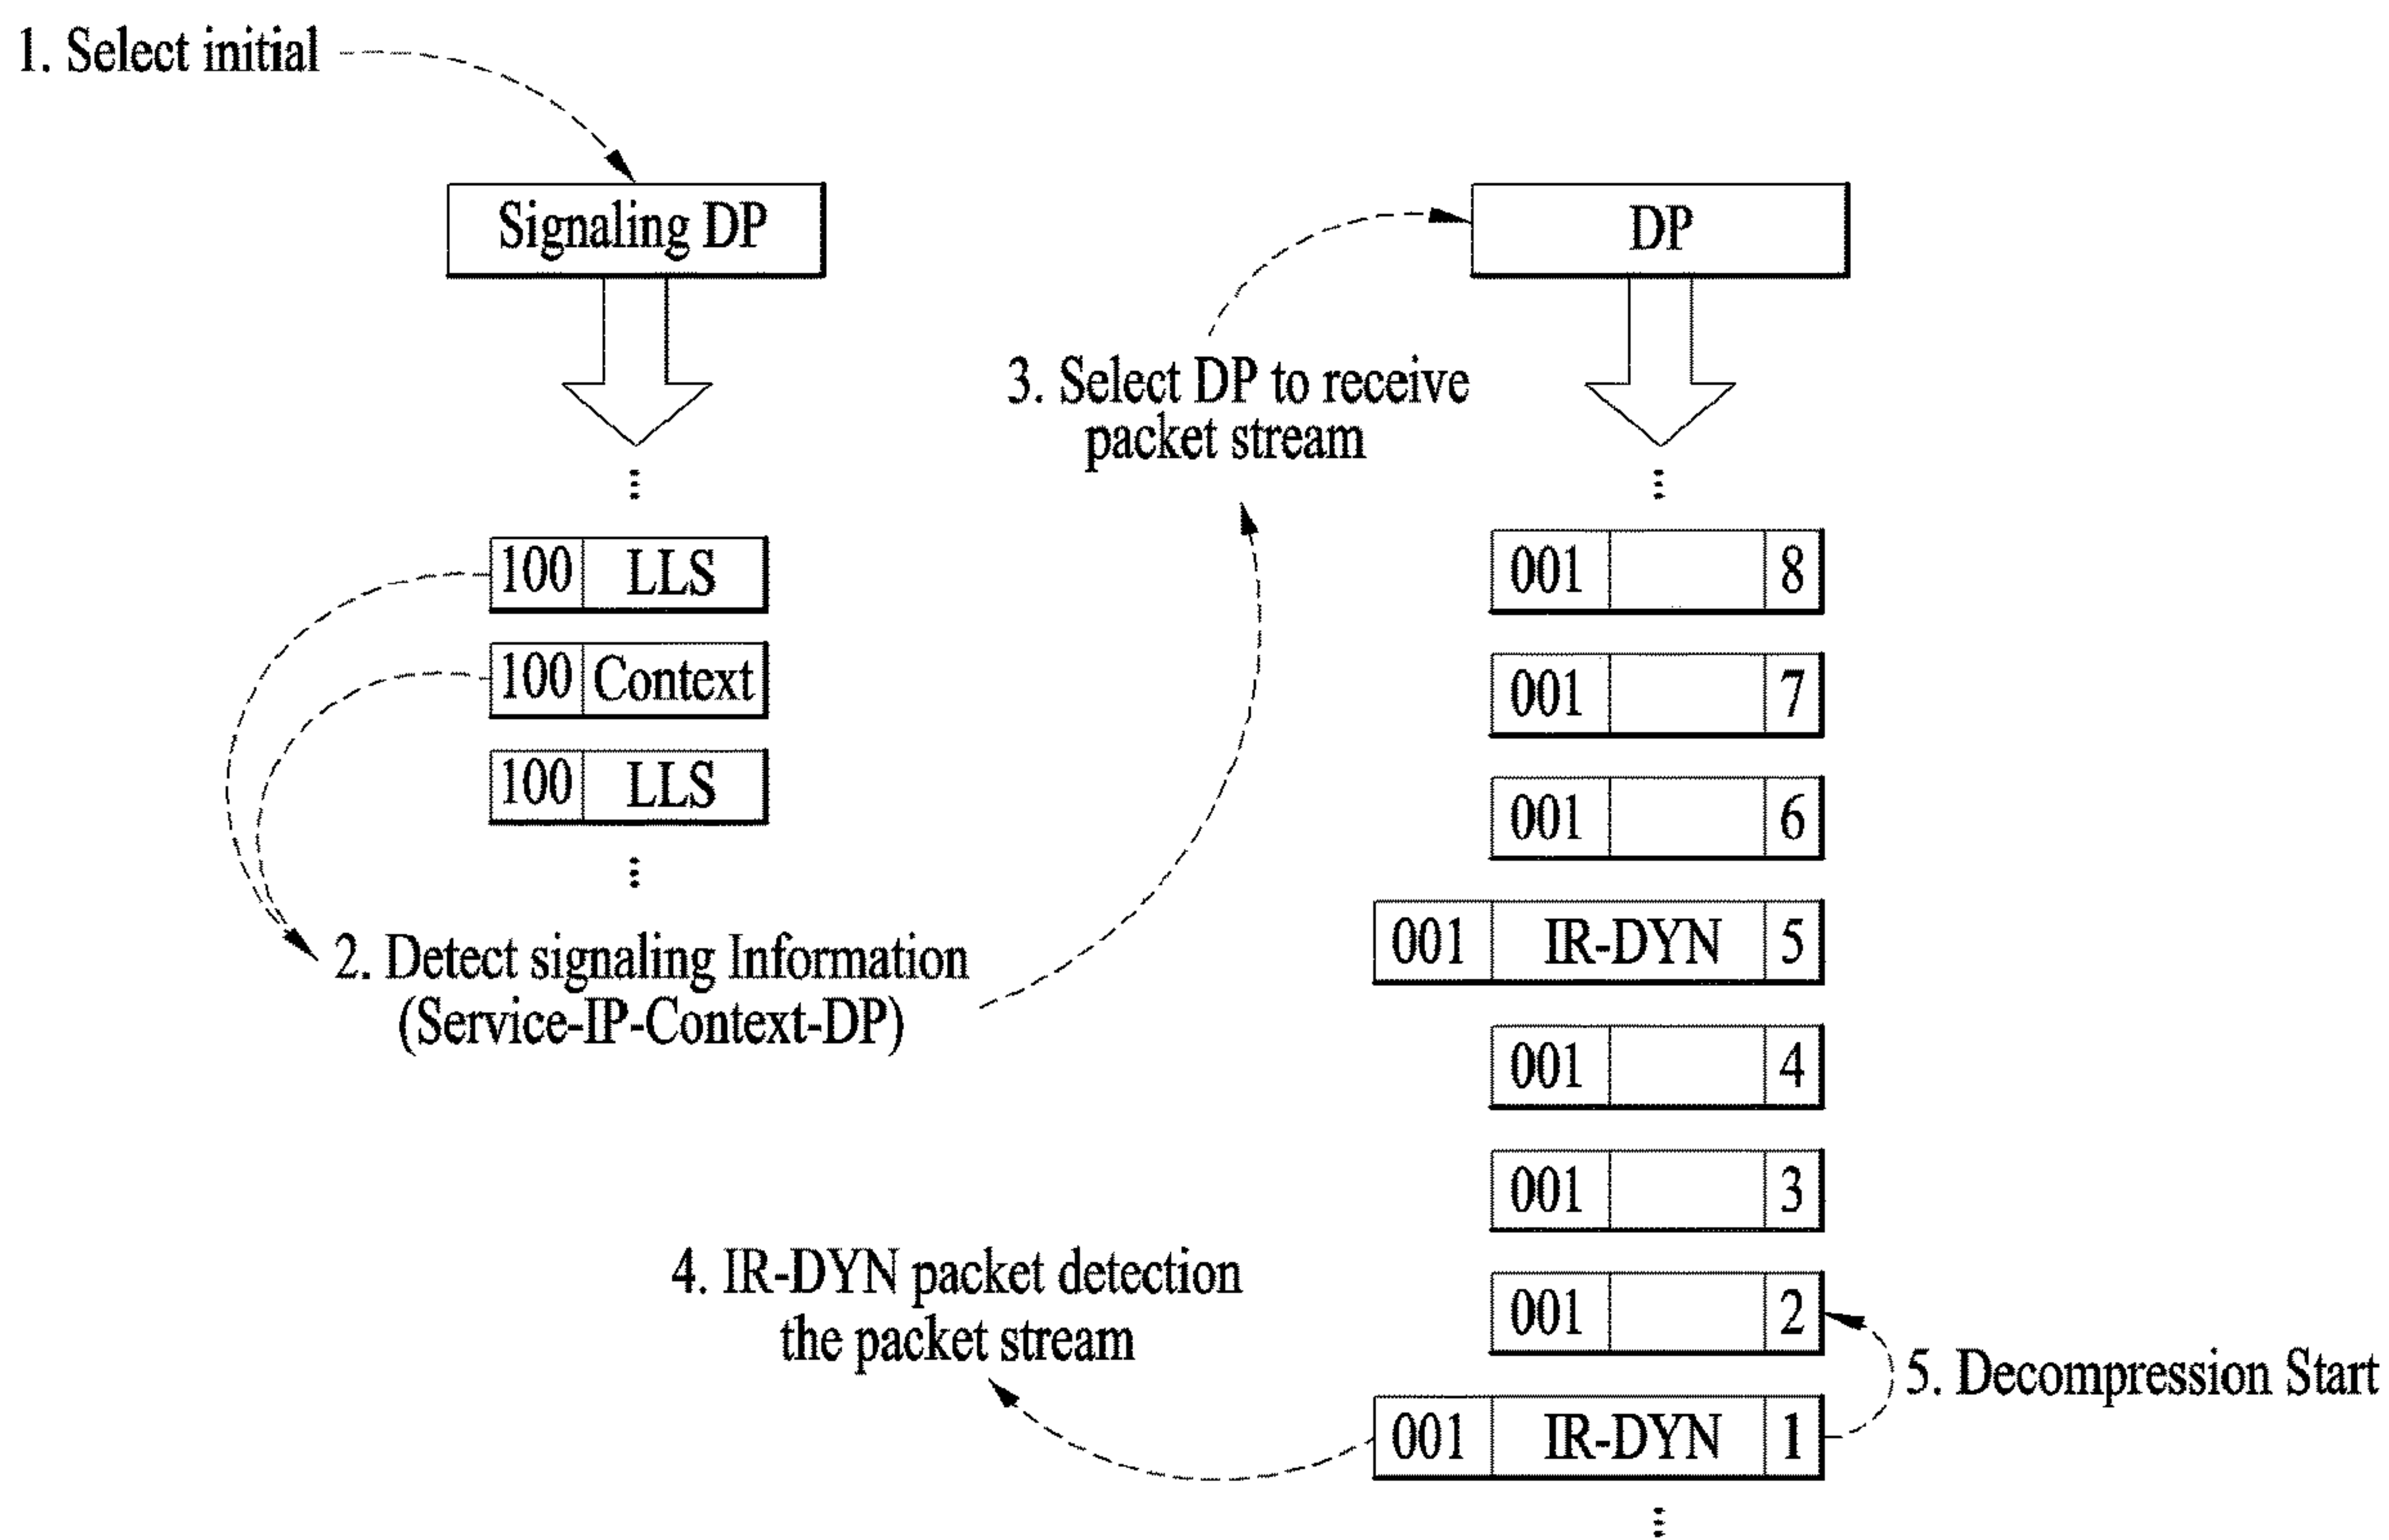 1. Select initial
Signaling DP
DP
3. Select DP to receive
packet stream
...
...
100 LLS
100 Context
100 LLS
...
2. Detect signaling Information
(Service-IP-Context-DP)
001 8
001 7
001 6
001 IR-DYN 5
001 4
001 3
4. IR-DYN packet detection
the packet stream
001 2
5. Decompression Start
001 IR-DYN 1
...